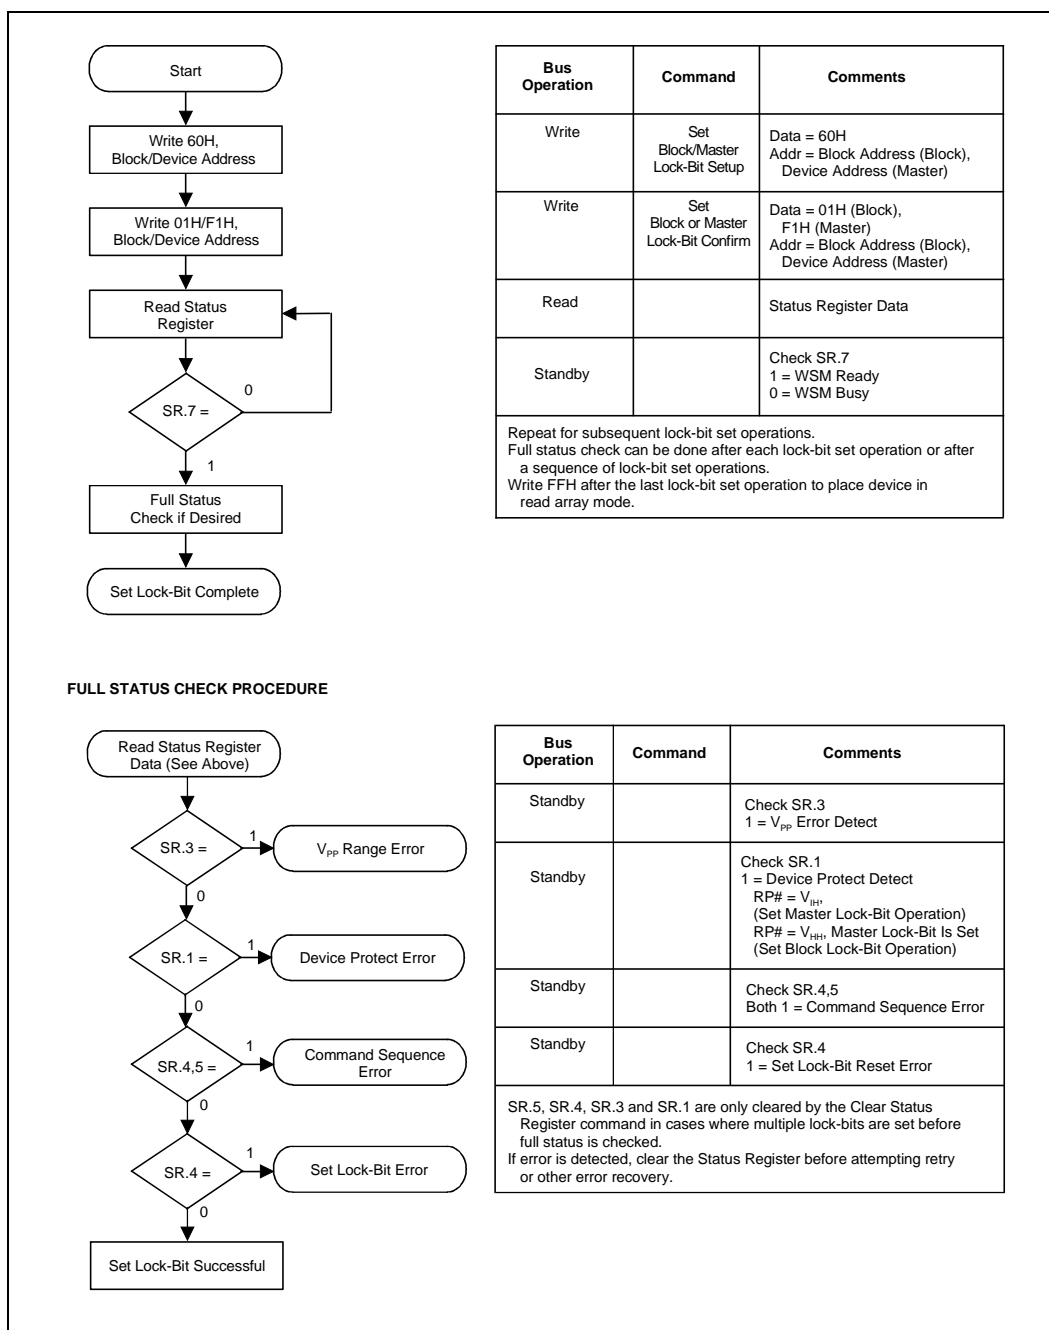 Start
Write 60H,
Block/Device Address
Write 01H/F1H,
Block/Device Address
Read Status
Register
0
SR.7 =
1
Full Status
Check if Desired
Set Lock-Bit Complete
Bus
Operation
Command
Comments
Write
Set
Block/Master
Lock-Bit Setup
Data = 60H
Addr = Block Address (Block),
Device Address (Master)
Write
Set
Block or Master
Lock-Bit Confirm
Data = 01H (Block),
F1H (Master)
Addr = Block Address (Block),
Device Address (Master)
Read
Status Register Data
Standby
Check SR.7
1 = WSM Ready
0 = WSM Busy
Repeat for subsequent lock-bit set operations.
Full status check can be done after each lock-bit set operation or after
a sequence of lock-bit set operations.
Write FFH after the last lock-bit set operation to place device in
read array mode.
FULL STATUS CHECK PROCEDURE
Read Status Register
Data (See Above)
SR.3 =
1
VPP Range Error
0
SR.1 =
1
Device Protect Error
0
SR.4,5 =
1
Command Sequence
Error
0
SR.4 =
1
Set Lock-Bit Error
0
Set Lock-Bit Successful
Bus
Operation
Command
Comments
Standby
Check SR.3
1 = VPP Error Detect
Standby
Check SR.1
1 = Device Protect Detect
RP# = VIH,
(Set Master Lock-Bit Operation)
RP# = VHH, Master Lock-Bit Is Set
(Set Block Lock-Bit Operation)
Standby
Check SR.4,5
Both 1 = Command Sequence Error
Standby
Check SR.4
1 = Set Lock-Bit Reset Error
SR.5, SR.4, SR.3 and SR.1 are only cleared by the Clear Status
Register command in cases where multiple lock-bits are set before
full status is checked.
If error is detected, clear the Status Register before attempting retry
or other error recovery.